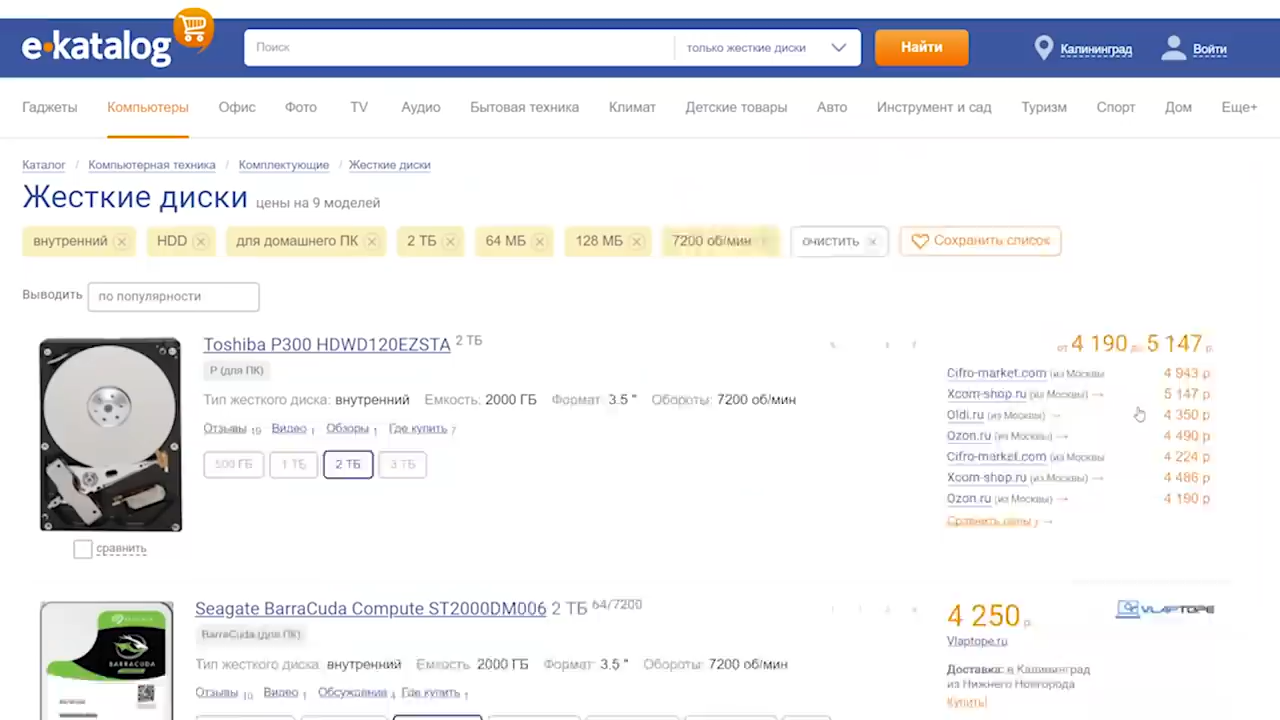 e•katalog
Поиск
только жесткие диски
Найти
Калининград
Войти
Гаджеты Компьютеры Офис Фото TV Аудио Бытовая техника Климат Детские товары Авто Инструмент и сад Туризм Спорт Дом Еще+
Каталог / Компьютерная техника / Комплектующие / Жесткие диски
Жесткие диски цены на 9 моделей
внутренний HDD для домашнего ПК 2 ТБ 64 МБ 128 МБ 7200 об/мин очистить Сохранить список
Выводить по популярности
Toshiba P300 HDWD120EZSTA 2 ТБ
от 4 190 до 5 147 р.
P (для ПК)
Тип жесткого диска: внутренний Емкость: 2000 ГБ Формат: 3.5 " Обороты: 7200 об/мин
Отзывы 19 Видео 1 Обзоры 1 Где купить 7
500 ГБ 1 ТБ 2 ТБ 3 ТБ
Cifro-market.com (из Москвы 4 943 р
Xcom-shop.ru (из Москвы) → 5 147 р
Oldi.ru (из Москвы) → 4 350 р
Ozon.ru (из Москвы) → 4 490 р
Cifro-market.com (из Москвы 4 224 р
Xcom-shop.ru (из Москвы) → 4 486 р
Ozon.ru (из Москвы) → 4 190 р
Сравнить цены 7 →
сравнить
Seagate BarraCuda Compute ST2000DM006 2 ТБ 64/7200
BarraCuda (для ПК)
Тип жесткого диска: внутренний Емкость: 2000 ГБ Формат: 3.5 " Обороты: 7200 об/мин
Отзывы 10 Видео 1 Обсуждение 4 Где купить 1
4 250 р.
VLAPTOPE
Vlaptope.ru
Доставка: в Калининград
из Нижнего Новгорода
Купить!
BARRACUDA